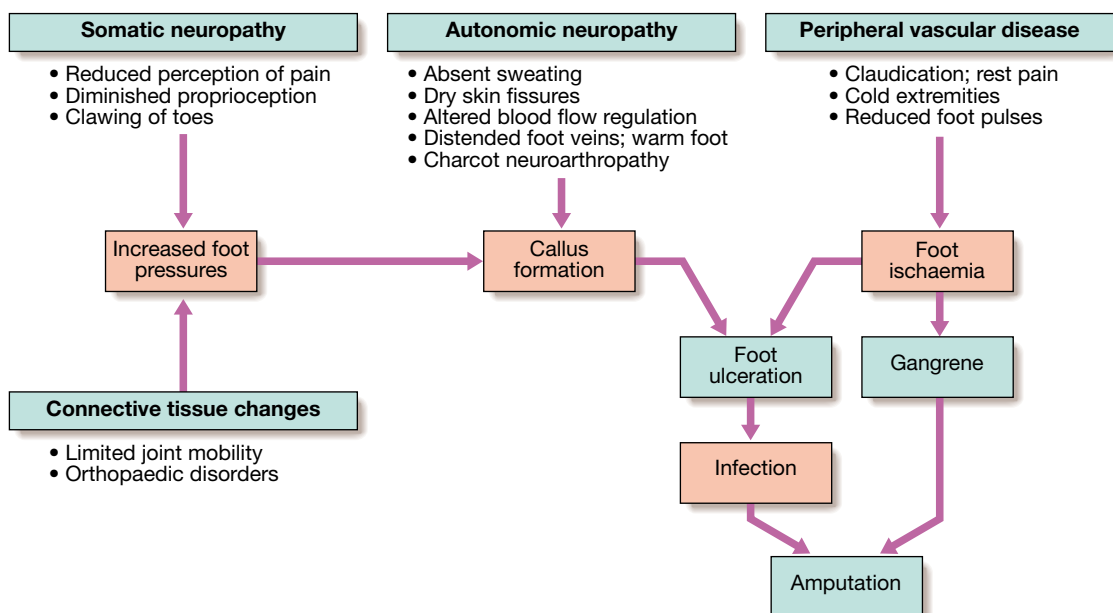 Somatic neuropathy
• Reduced perception of pain
• Diminished proprioception
• Clawing of toes
Autonomic neuropathy
• Absent sweating
• Dry skin fissures
• Altered blood flow regulation
• Distended foot veins; warm foot
• Charcot neuroarthropathy
Peripheral vascular disease
• Claudication; rest pain
• Cold extremities
• Reduced foot pulses
Increased foot
pressures
Callus
formation
Foot
ischaemia
Foot
ulceration
Gangrene
Connective tissue changes
• Limited joint mobility
• Orthopaedic disorders
Infection
Amputation